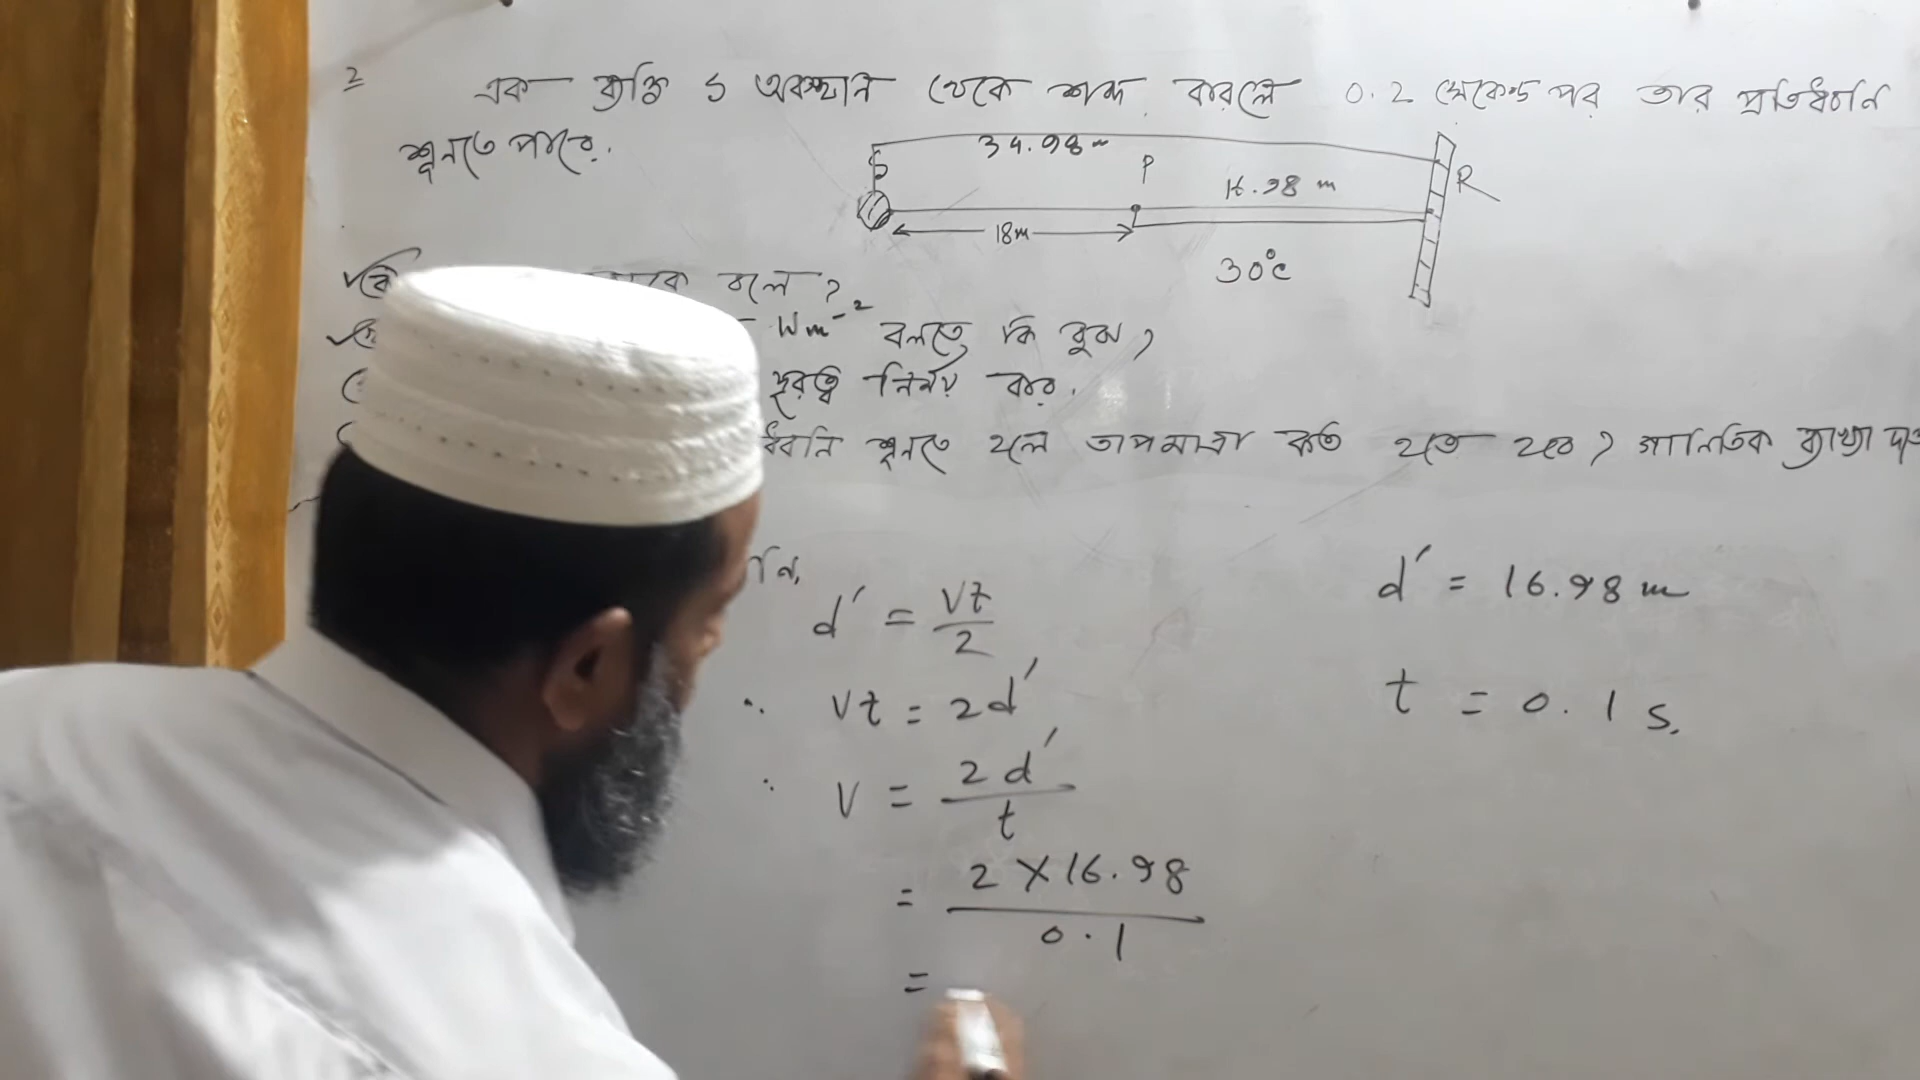 2 এক ব্যক্তি S অবস্থান থেকে শব্দ করলে 0.2 সেকেন্ড পর তার প্রতিধ্বনি
শুনতে পারে.
34.98 m
S
P
16.98 m
R
18m
30°c
কে বলে?
Wm⁻² বলতে কি বুঝ?
দূরত্ব নির্ণয় কর.
ধ্বনি শুনতে হলে তাপমাত্রা কত হতে হবে? গাণিতিক ব্যাখ্যা দাও
নি,
d′ = vt/2
d′ = 16.98 m
∴ vt = 2d′
t = 0.1 s.
∴ v = 2d′/t
= 2 × 16.98 / 0.1
=